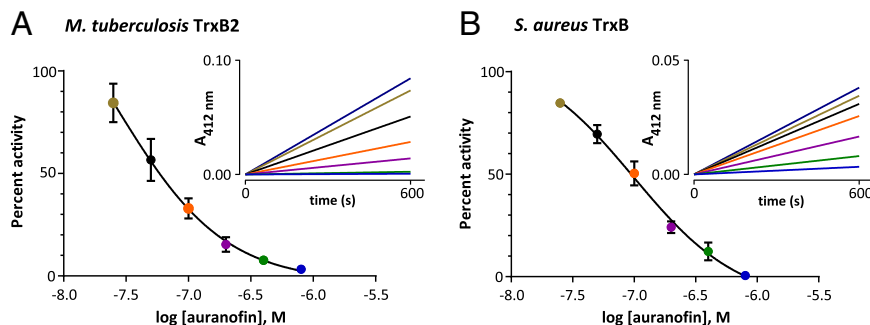 A M. tuberculosis TrxB2
Percent activity
100
50
0
-8.0 -7.5 -7.0 -6.5 -6.0 -5.5
log [auranofin], M
A412 nm
0.10
0.00
0 600
time (s)
B S. aureus TrxB
Percent activity
100
50
0
-8.0 -7.5 -7.0 -6.5 -6.0 -5.5
log [auranofin], M
A412 nm
0.05
0.00
0 600
time (s)